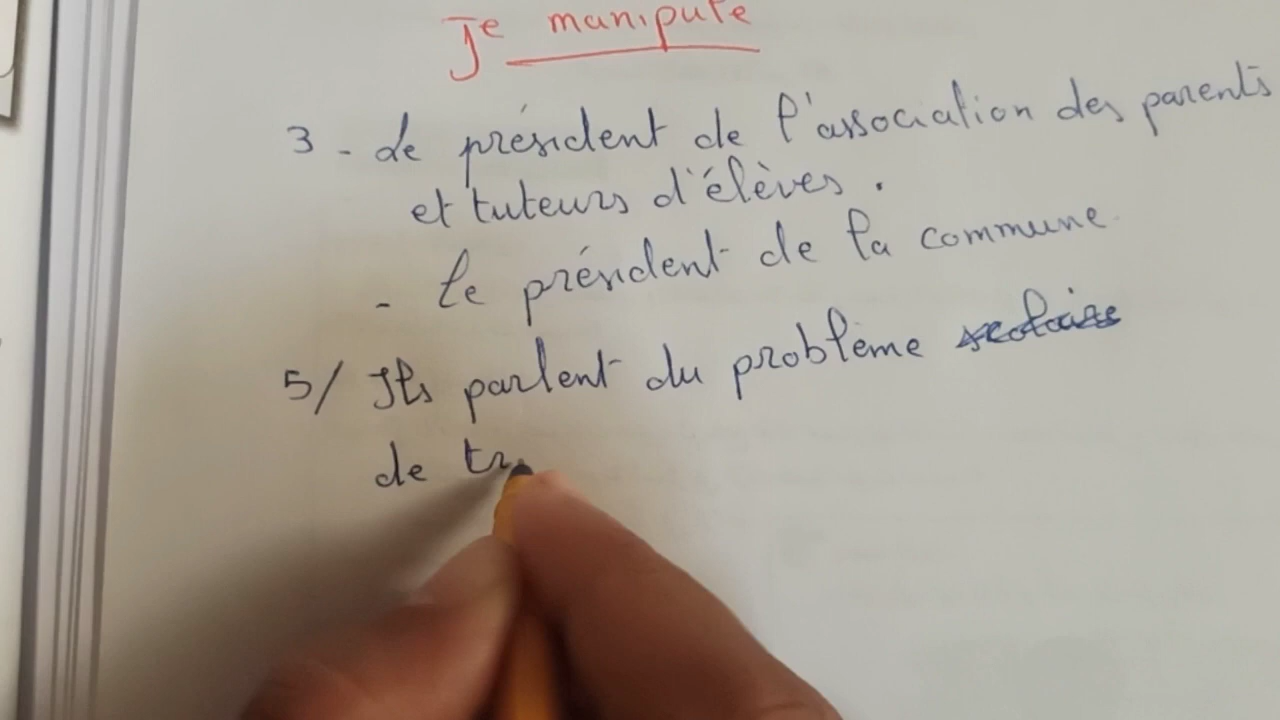 Je manipule
3 - Le président de l'association des parents
et tuteurs d'élèves.
- le président de la commune
5/ Ils parlent du problème scolaire
de tr